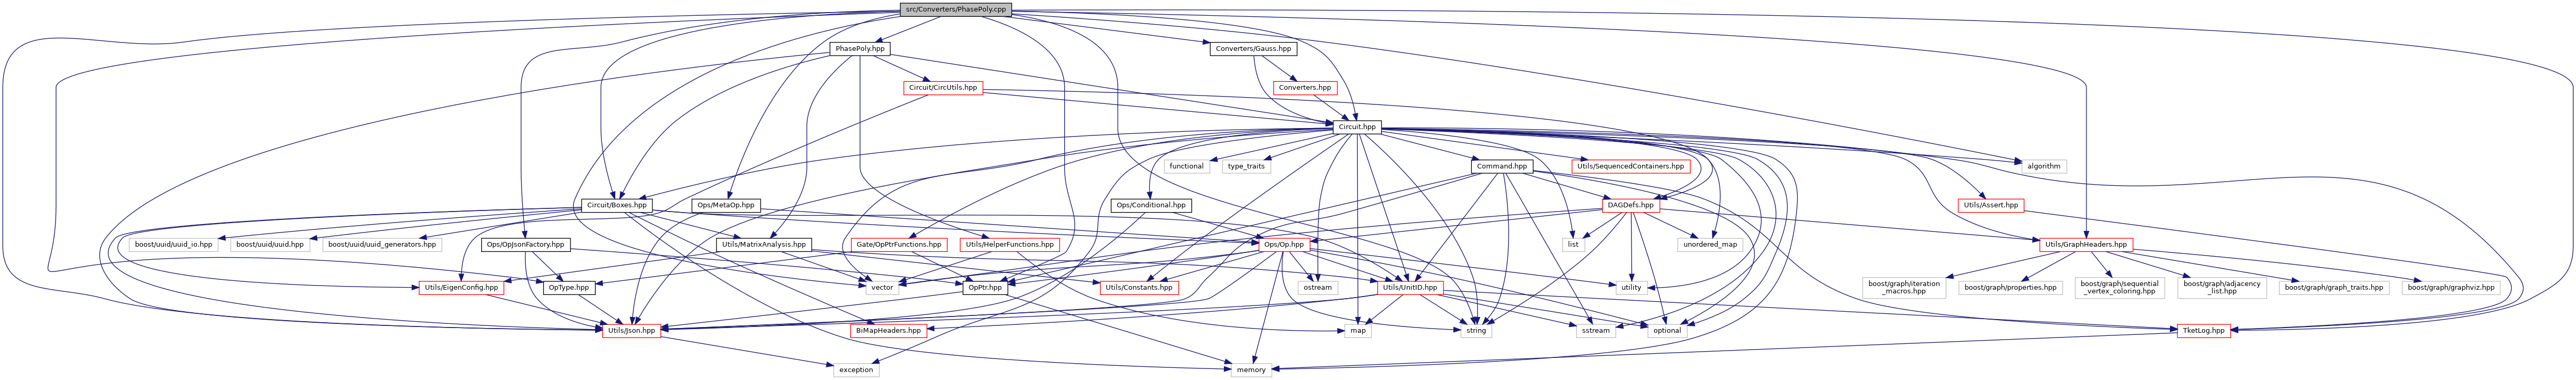 src/Converters/PhasePoly.cpp
PhasePoly.hpp
Converters/Gauss.hpp
Circuit/CircUtils.hpp
Converters.hpp
Circuit.hpp
functional
type_traits
Command.hpp
Utils/SequencedContainers.hpp
algorithm
Circuit/Boxes.hpp
Ops/MetaOp.hpp
Ops/Conditional.hpp
DAGDefs.hpp
Utils/Assert.hpp
boost/uuid/uuid_io.hpp
boost/uuid/uuid.hpp
boost/uuid/uuid_generators.hpp
Ops/OpJsonFactory.hpp
Utils/MatrixAnalysis.hpp
Gate/OpPtrFunctions.hpp
Utils/HelperFunctions.hpp
Ops/Op.hpp
list
unordered_map
Utils/GraphHeaders.hpp
Utils/EigenConfig.hpp
OpType.hpp
vector
OpPtr.hpp
Utils/Constants.hpp
ostream
Utils/UnitID.hpp
utility
boost/graph/iteration
_macros.hpp
boost/graph/properties.hpp
boost/graph/sequential
_vertex_coloring.hpp
boost/graph/adjacency
_list.hpp
boost/graph/graph_traits.hpp
boost/graph/graphviz.hpp
Utils/Json.hpp
BiMapHeaders.hpp
map
string
sstream
optional
TketLog.hpp
exception
memory